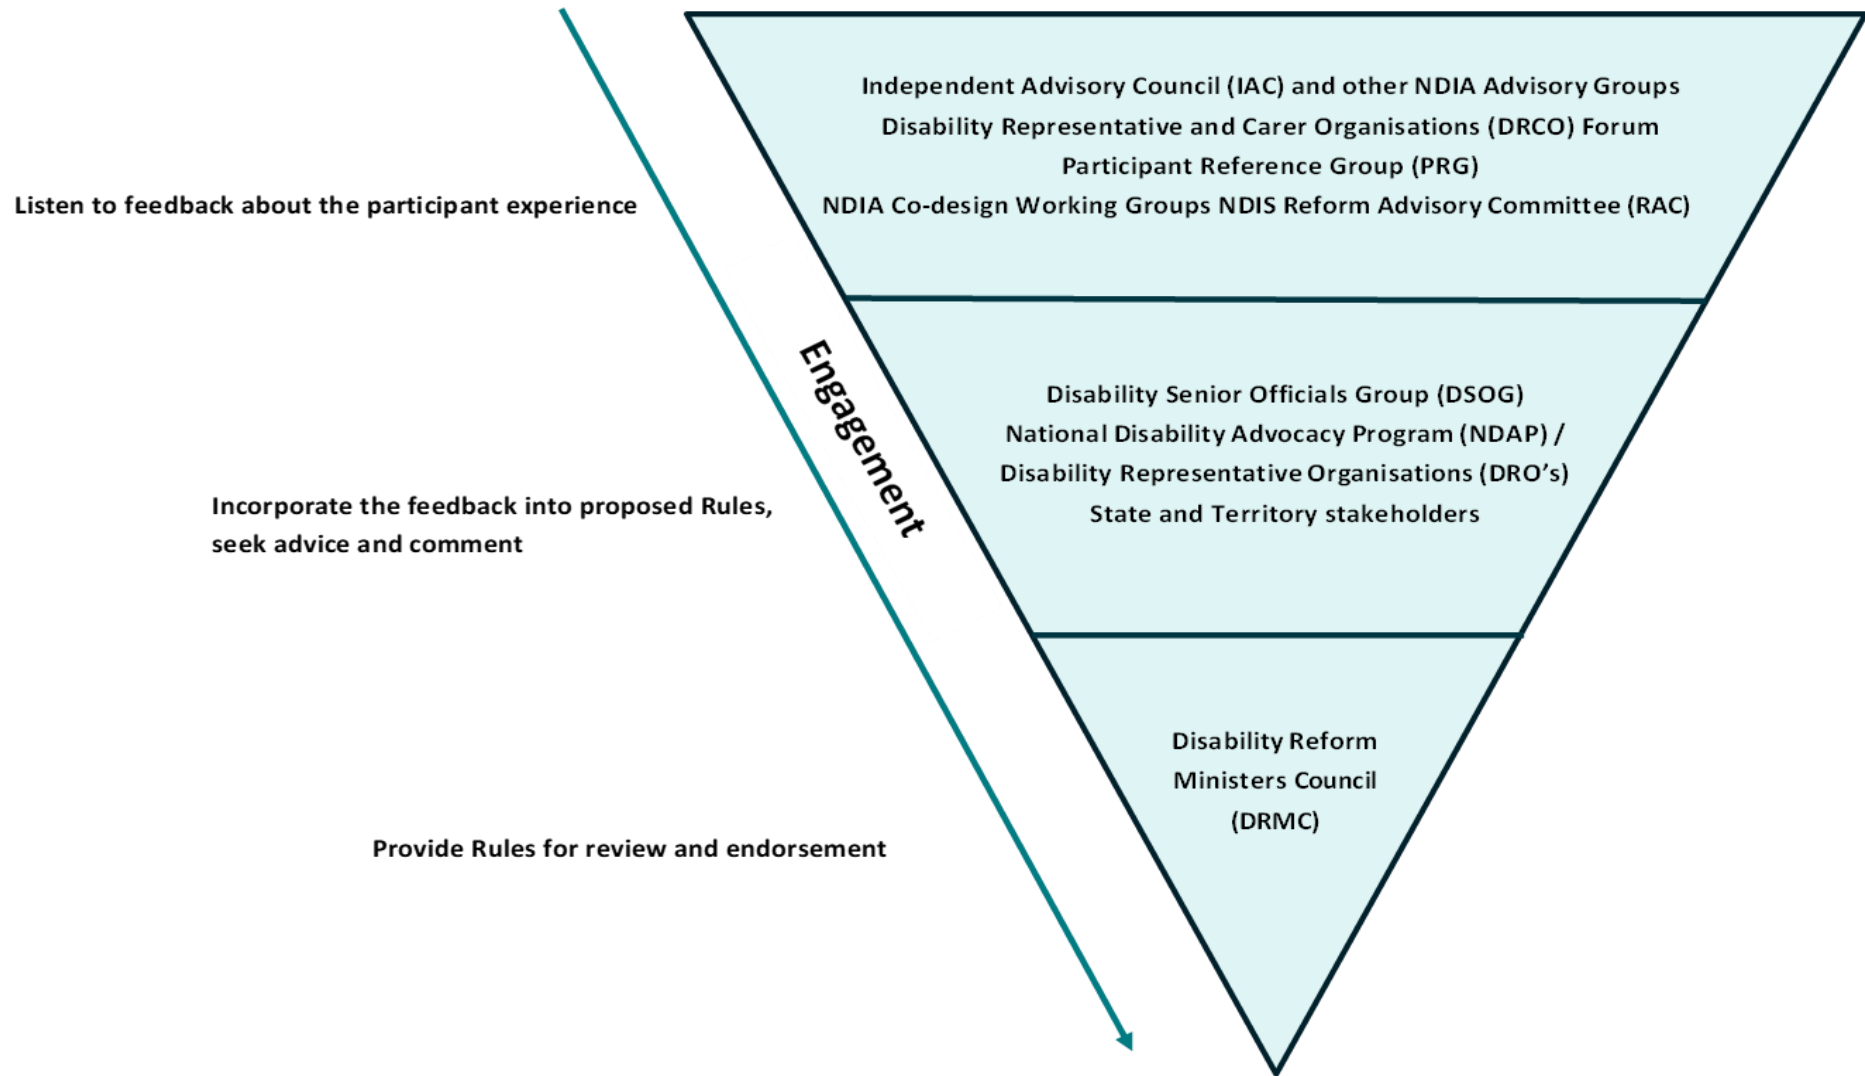 Independent Advisory Council (IAC) and other NDIA Advisory Groups
Disability Representative and Carer Organisations (DRCO) Forum
Participant Reference Group (PRG)
NDIA Co-design Working Groups NDIS Reform Advisory Committee (RAC)
Listen to feedback about the participant experience
Engagement
Disability Senior Officials Group (DSOG)
National Disability Advocacy Program (NDAP) /
Disability Representative Organisations (DRO’s)
State and Territory stakeholders
Incorporate the feedback into proposed Rules,
seek advice and comment
Disability Reform
Ministers Council
(DRMC)
Provide Rules for review and endorsement